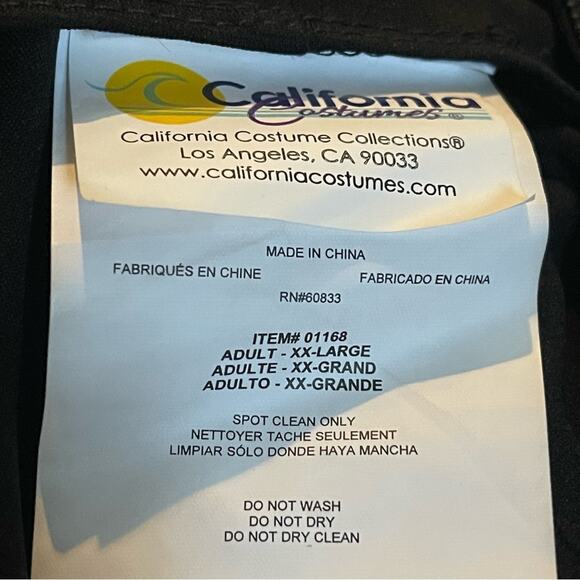 California
Costumes®
California Costume Collections®
Los Angeles, CA 90033
www.californiacostumes.com
MADE IN CHINA
FABRIQUÉS EN CHINE
FABRICADO EN CHINA
RN#60833
ITEM# 01168
ADULT - XX-LARGE
ADULTE - XX-GRAND
ADULTO - XX-GRANDE
SPOT CLEAN ONLY
NETTOYER TACHE SEULEMENT
LIMPIAR SÓLO DONDE HAYA MANCHA
DO NOT WASH
DO NOT DRY
DO NOT DRY CLEAN